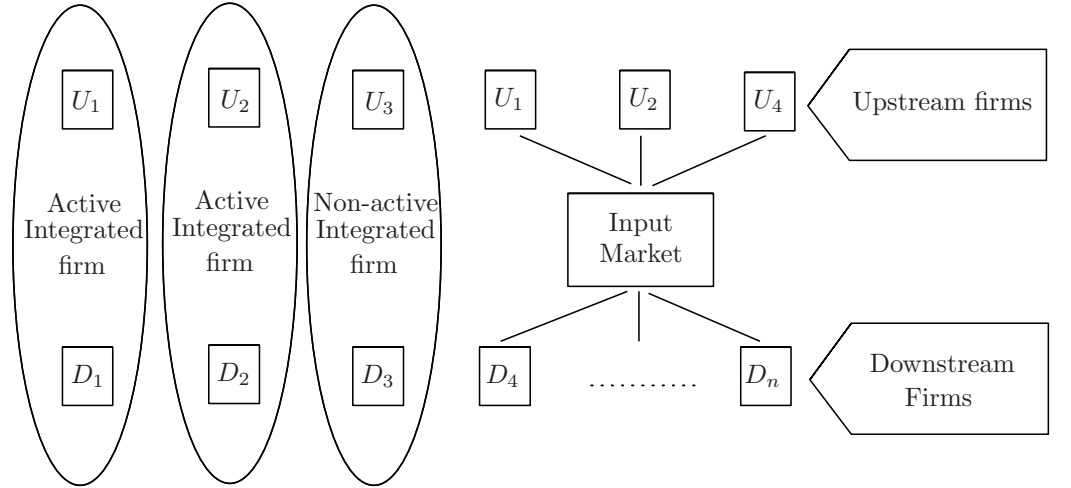 U₁
U₂
U₃
U₁
U₂
U₄
Upstream firms
Active
Integrated
firm
Active
Integrated
firm
Non-active
Integrated
firm
Input
Market
D₁
D₂
D₃
D₄
...........
Dₙ
Downstream
Firms